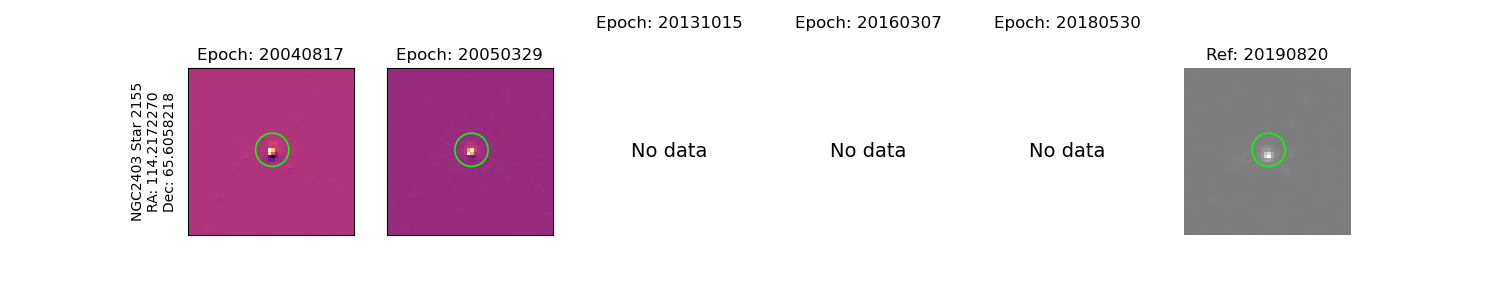 Epoch: 20131015
Epoch: 20160307
Epoch: 20180530
Epoch: 20040817
Epoch: 20050329
Ref: 20190820
NGC2403 Star 2155
RA: 114.2172270
Dec: 65.6058218
No data
No data
No data